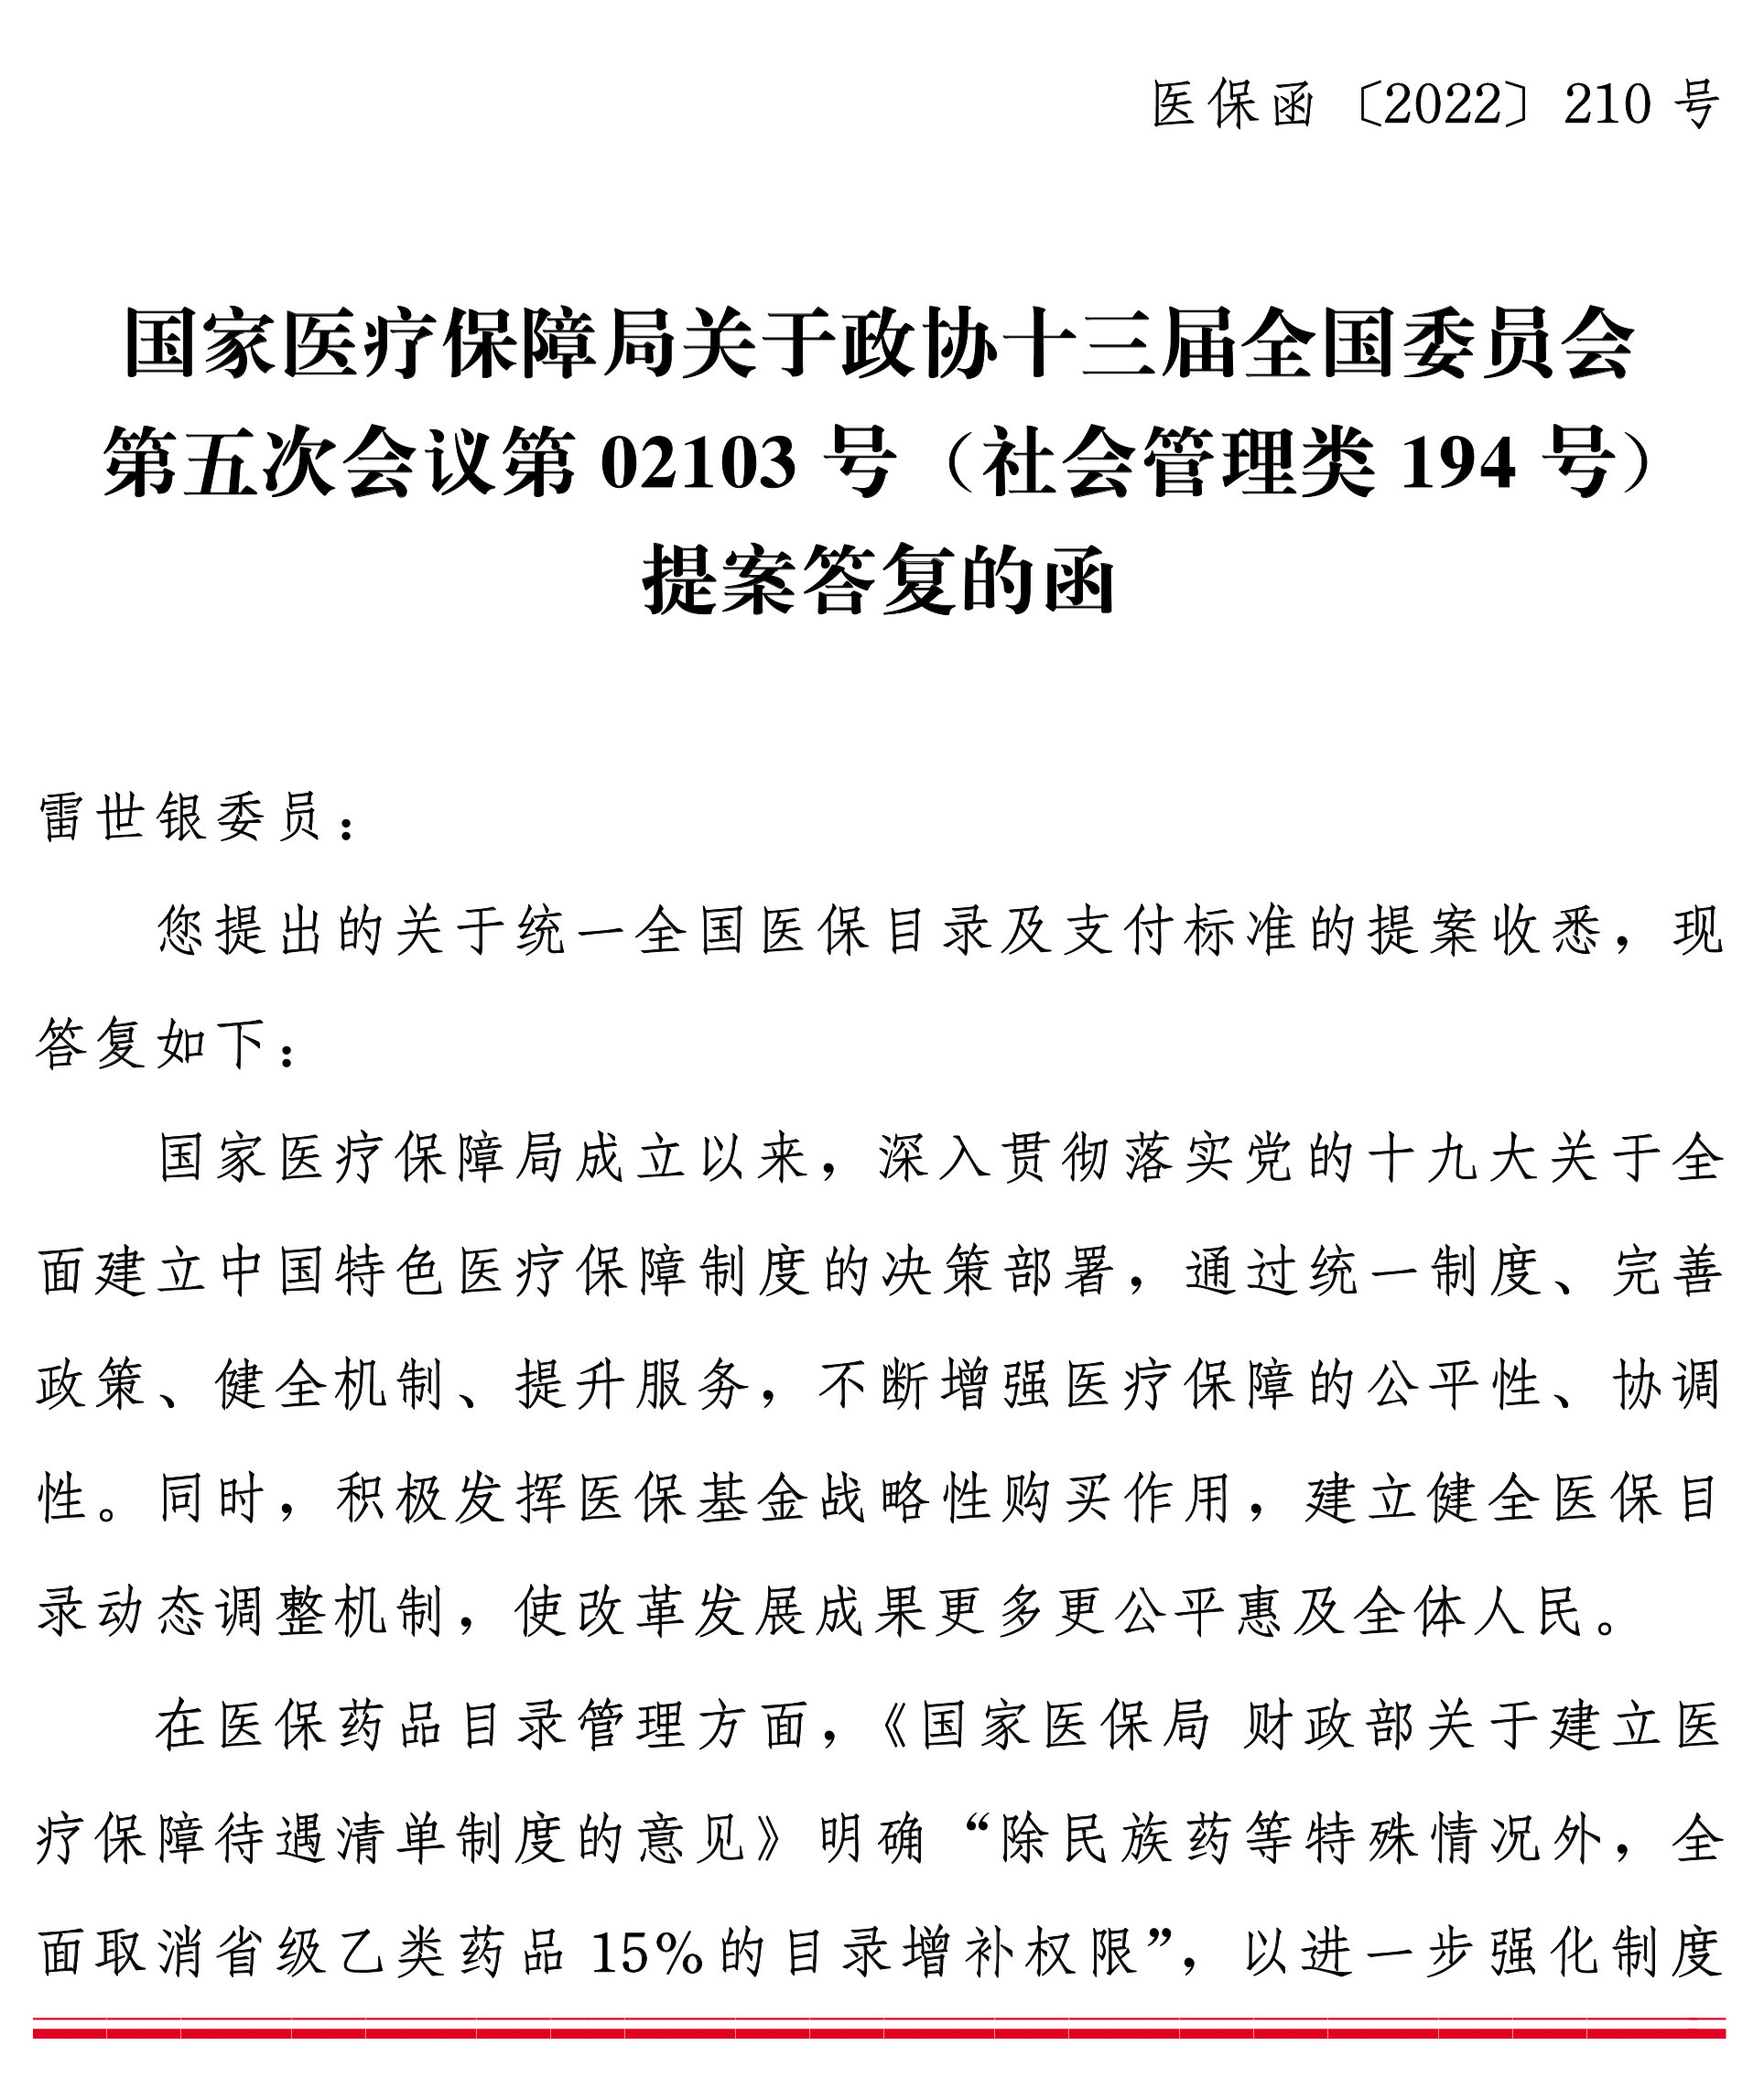 医保函〔2022〕210 号
国家医疗保障局关于政协十三届全国委员会
第五次会议第 02103 号（社会管理类 194 号）
提案答复的函
雷世银委员：
您提出的关于统一全国医保目录及支付标准的提案收悉，现
答复如下：
国家医疗保障局成立以来，深入贯彻落实党的十九大关于全
面建立中国特色医疗保障制度的决策部署，通过统一制度、完善
政策、健全机制、提升服务，不断增强医疗保障的公平性、协调
性。同时，积极发挥医保基金战略性购买作用，建立健全医保目
录动态调整机制，使改革发展成果更多更公平惠及全体人民。
在医保药品目录管理方面，《国家医保局 财政部关于建立医
疗保障待遇清单制度的意见》明确“除民族药等特殊情况外，全
面取消省级乙类药品 15%的目录增补权限”，以进一步强化制度